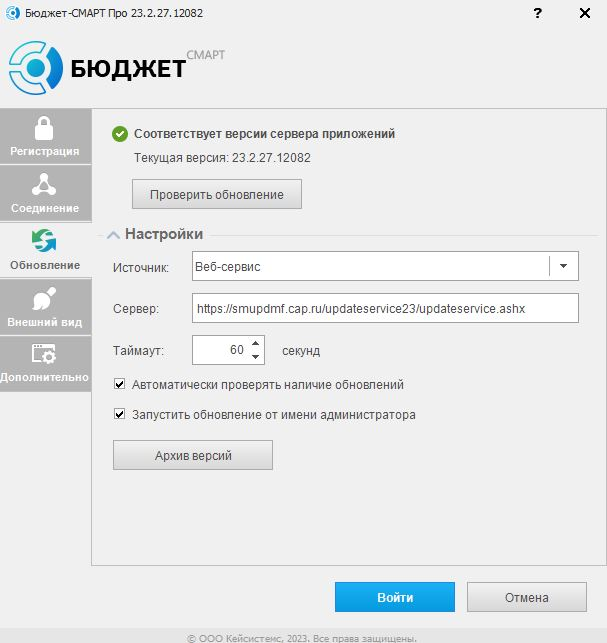 Бюджет-СМАРТ Про 23.2.27.12082
?
БЮДЖЕТ СМАРТ
Регистрация
Соединение
Обновление
Внешний вид
Дополнительно
Соответствует версии сервера приложений
Текущая версия: 23.2.27.12082
Проверить обновление
Настройки
Источник: Веб-сервис
Сервер: https://smupdmf.cap.ru/updateservice23/updateservice.ashx
Таймаут: 60 секунд
Автоматически проверять наличие обновлений
Запустить обновление от имени администратора
Архив версий
Войти
Отмена
© ООО Кейсистемс, 2023. Все права защищены.